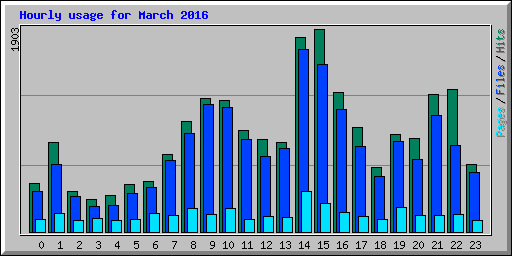 Hourly usage for March 2016
1903
Pages/Files/Hits
0 1 2 3 4 5 6 7 8 9 10 11 12 13 14 15 16 17 18 19 20 21 22 23